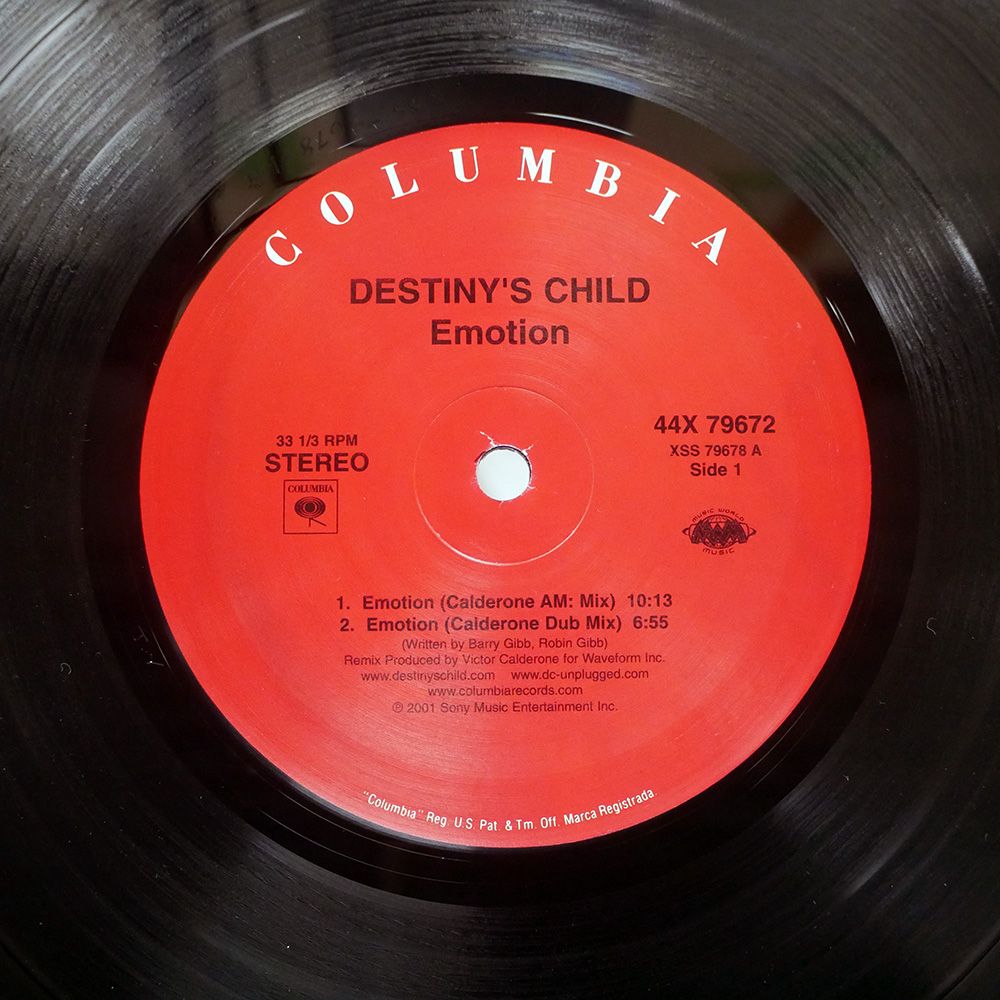 COLUMBIA
DESTINY'S CHILD
Emotion
33 1/3 RPM
STEREO
COLUMBIA
44X 79672
XSS 79678 A
Side 1
MUSIC WORLD
MUSIC
1. Emotion (Calderone AM: Mix) 10:13
2. Emotion (Calderone Dub Mix) 6:55
(Written by Barry Gibb, Robin Gibb)
Remix Produced by Victor Calderone for Waveform Inc.
www.destinyschild.com www.dc-unplugged.com
www.columbiarecords.com
℗ 2001 Sony Music Entertainment Inc.
"Columbia" Reg. U.S. Pat. & Tm. Off. Marca Registrada.